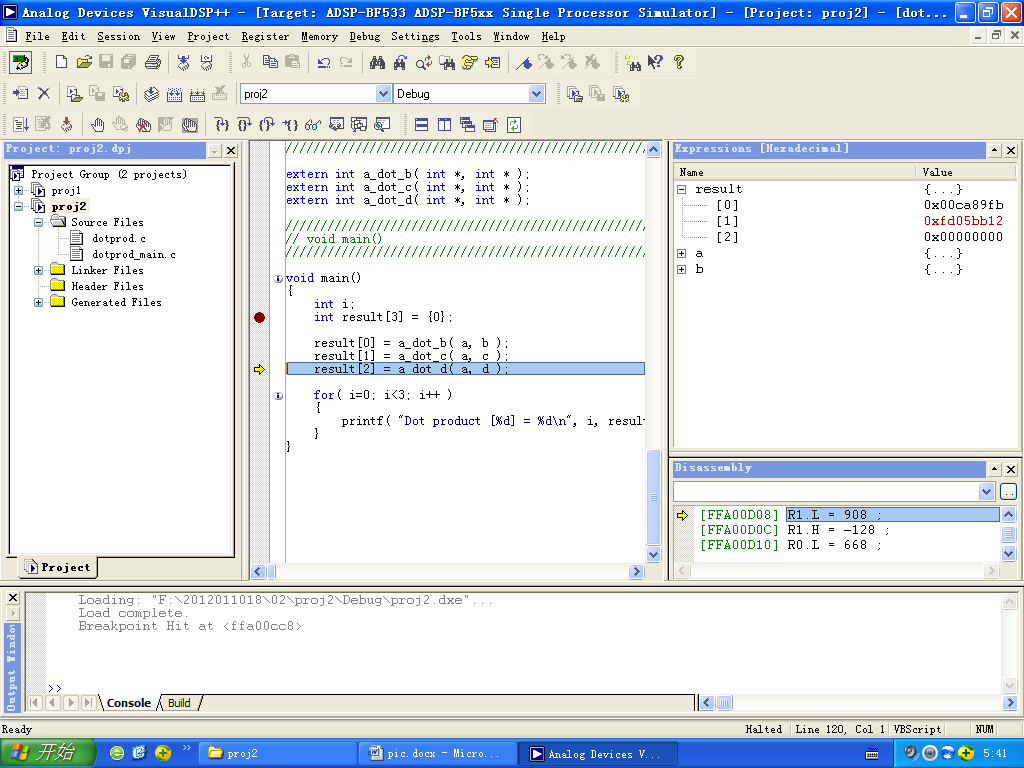 Analog Devices VisualDSP++ - [Target: ADSP-BF533 ADSP-BF5xx Single Processor Simulator] - [Project: proj2] - [dot...
File Edit Session View Project Register Memory Debug Settings Tools Window Help
proj2 Debug
Project: proj2.dpj
Project Group (2 projects)
proj1
proj2
Source Files
dotprod.c
dotprod_main.c
Linker Files
Header Files
Generated Files
Project
extern int a_dot_b( int *, int * );
extern int a_dot_c( int *, int * );
extern int a_dot_d( int *, int * );
// void main()
void main()
{
int i;
int result[3] = {0};
result[0] = a_dot_b( a, b );
result[1] = a_dot_c( a, c );
result[2] = a_dot_d( a, d );
for( i=0; i<3; i++ )
{
printf( "Dot product [%d] = %d\n", i, resul
}
}
Expressions [Hexadecimal]
Name Value
result {...}
[0] 0x00ca89fb
[1] 0xfd05bb12
[2] 0x00000000
a {...}
b {...}
Disassembly
[FFA00D08] R1.L = 908 ;
[FFA00D0C] R1.H = -128 ;
[FFA00D10] R0.L = 668 ;
Loading: "F:\2012011018\02\proj2\Debug\proj2.dxe"...
Load complete.
Breakpoint Hit at <ffa00cc8>
>>
Output Window
Console Build
Ready Halted Line 120, Col 1 VBScript NUM
开始 proj2 pic.docx - Micro... Analog Devices V... 5:41